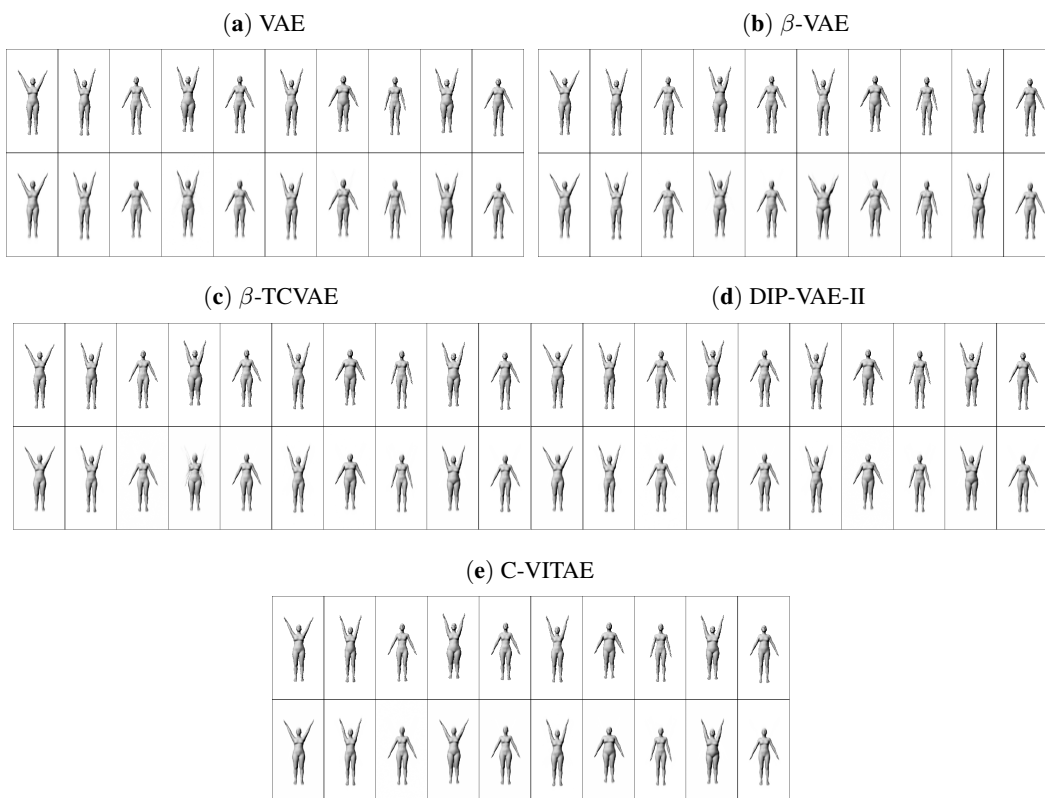 (a) VAE
(b) β-VAE
(c) β-TCVAE
(d) DIP-VAE-II
(e) C-VITAE